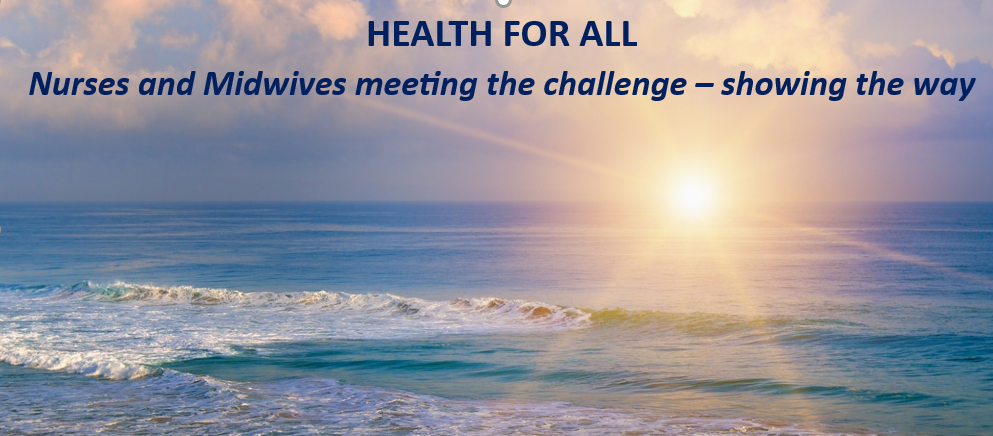 HEALTH FOR ALL
Nurses and Midwives meeting the challenge – showing the way